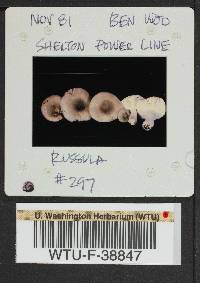 NOV 81 BEN WOO
SHELTON POWER LINE
RUSSULA
#297
U. Washington Herbarium (WTU)
WTU-F-38847